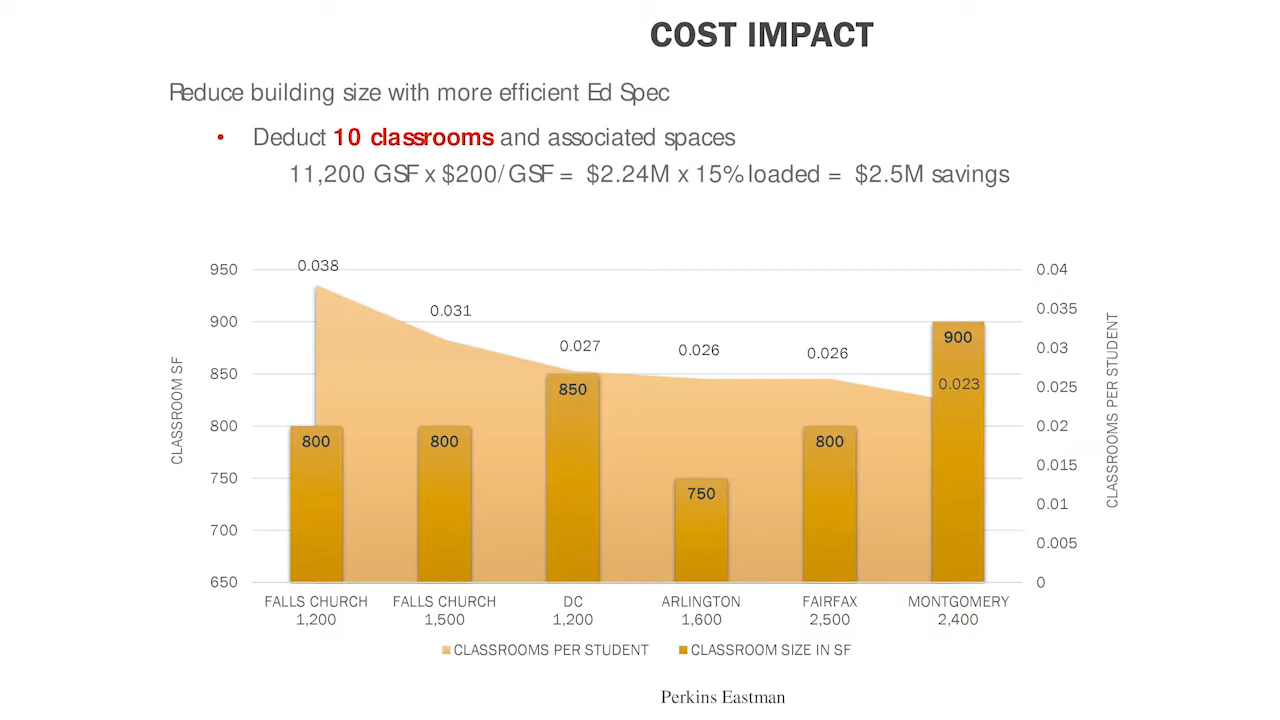 COST IMPACT
Reduce building size with more efficient Ed Spec
• Deduct 10 classrooms and associated spaces
11,200 GSF x $200/GSF = $2.24M x 15% loaded = $2.5M savings
950
900
850
800
750
700
650
CLASSROOM SF
0.038
0.031
0.027
0.026
0.026
0.023
800
800
850
750
800
900
0.04
0.035
0.03
0.025
0.02
0.015
0.01
0.005
0
CLASSROOMS PER STUDENT
FALLS CHURCH
1,200
FALLS CHURCH
1,500
DC
1,200
ARLINGTON
1,600
FAIRFAX
2,500
MONTGOMERY
2,400
CLASSROOMS PER STUDENT
CLASSROOM SIZE IN SF
Perkins Eastman